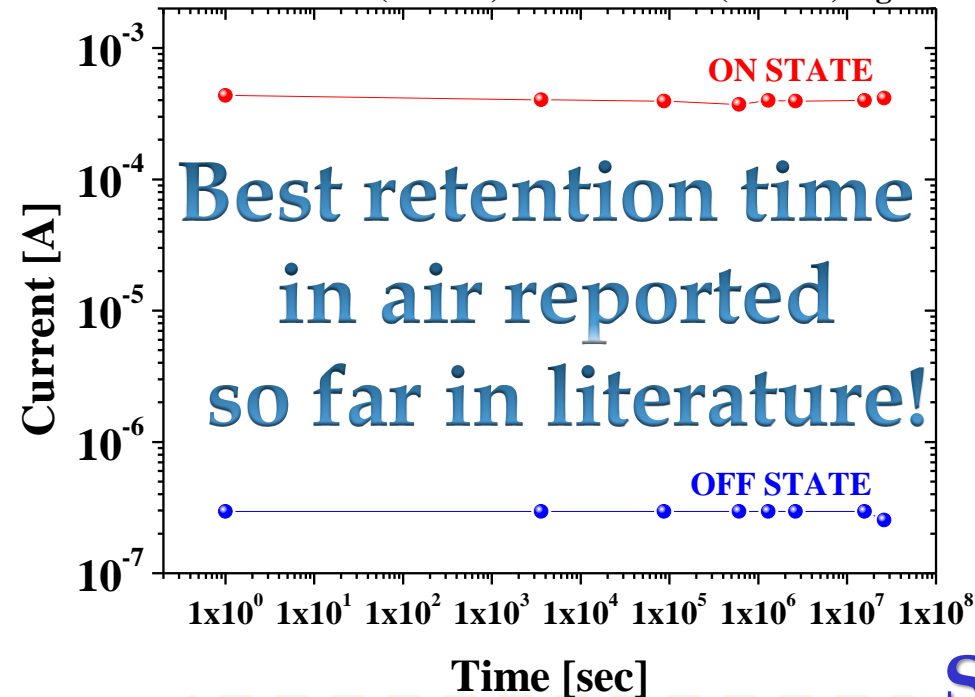 10⁻³
ON STATE
10⁻⁴
Best retention time
in air reported
10⁻⁵
so far in literature!
10⁻⁶
OFF STATE
10⁻⁷
Current [A]
1x10⁰ 1x10¹ 1x10² 1x10³ 1x10⁴ 1x10⁵ 1x10⁶ 1x10⁷ 1x10⁸
Time [sec]